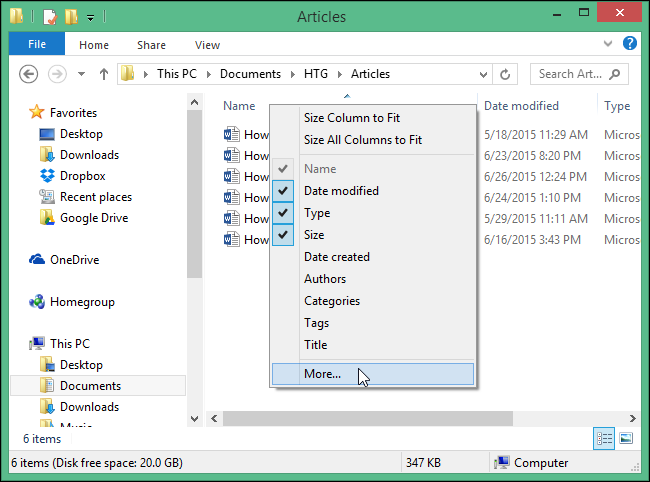 Articles
File Home Share View
This PC Documents HTG Articles Search Art...
Name Date modified Type
Favorites
Desktop
Downloads
Dropbox
Recent places
Google Drive
OneDrive
Homegroup
This PC
Desktop
Documents
Downloads
Music
How 5/18/2015 11:29 AM Micros
How 6/23/2015 8:20 PM Micros
How 6/26/2015 12:24 PM Micros
How 6/24/2015 1:10 PM Micros
How 5/29/2015 11:11 AM Micros
How 6/16/2015 3:43 PM Micros
Size Column to Fit
Size All Columns to Fit
Name
Date modified
Type
Size
Date created
Authors
Categories
Tags
Title
More...
6 items
6 items (Disk free space: 20.0 GB) 347 KB Computer